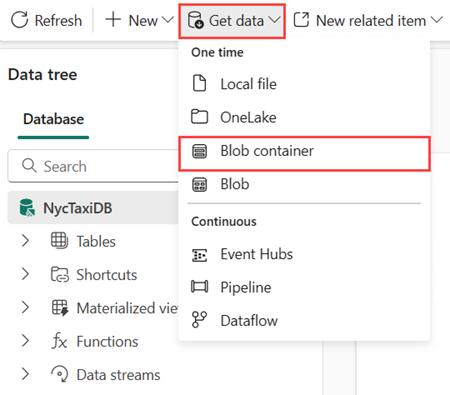 Refresh
New
Get data
New related item
Data tree
Database
Search
NycTaxiDB
Tables
Shortcuts
Materialized vie
Functions
Data streams
One time
Local file
OneLake
Blob container
Blob
Continuous
Event Hubs
Pipeline
Dataflow